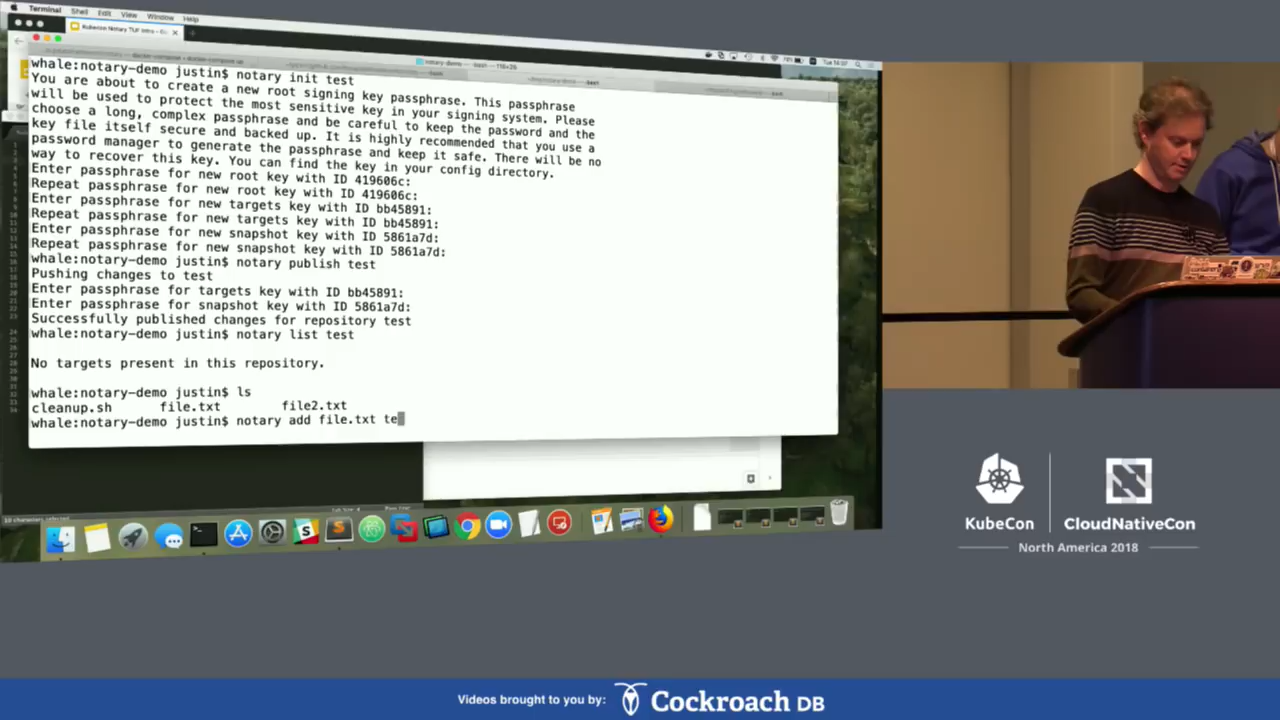 Terminal Shell Edit View Window Help
Kubecon Notary TUF Intro
whale:notary-demo justin$ notary init test
You are about to create a new root signing key passphrase. This passphrase
will be used to protect the most sensitive key in your signing system. Please
choose a long, complex passphrase and be careful to keep the password and the
key file itself secure and backed up. It is highly recommended that you use a
password manager to generate the passphrase and keep it safe. There will be no
way to recover this key. You can find the key in your config directory.
Enter passphrase for new root key with ID 419606c:
Repeat passphrase for new root key with ID 419606c:
Enter passphrase for new targets key with ID bb45891:
Repeat passphrase for new targets key with ID bb45891:
Enter passphrase for new snapshot key with ID 5861a7d:
Repeat passphrase for new snapshot key with ID 5861a7d:
whale:notary-demo justin$ notary publish test
Pushing changes to test
Enter passphrase for targets key with ID bb45891:
Enter passphrase for snapshot key with ID 5861a7d:
Successfully published changes for repository test
whale:notary-demo justin$ notary list test
No targets present in this repository.
whale:notary-demo justin$ ls
cleanup.sh file.txt file2.txt
whale:notary-demo justin$ notary add file.txt te
KubeCon CloudNativeCon
North America 2018
Videos brought to you by: Cockroach DB